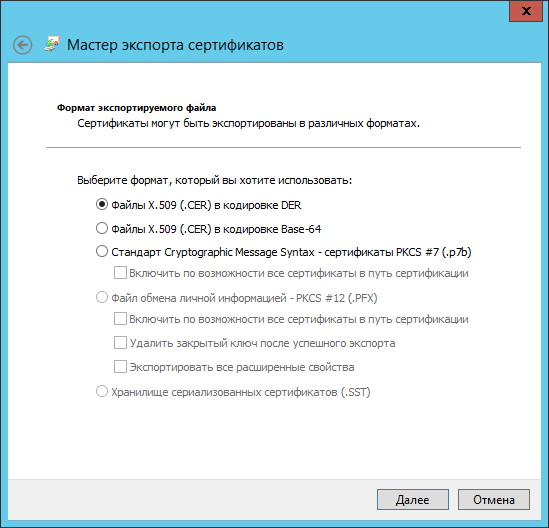 x
Мастер экспорта сертификатов
Формат экспортируемого файла
Сертификаты могут быть экспортированы в различных форматах.
Выберите формат, который вы хотите использовать:
Файлы X.509 (.CER) в кодировке DER
Файлы X.509 (.CER) в кодировке Base-64
Стандарт Cryptographic Message Syntax - сертификаты PKCS #7 (.p7b)
Включить по возможности все сертификаты в путь сертификации
Файл обмена личной информацией - PKCS #12 (.PFX)
Включить по возможности все сертификаты в путь сертификации
Удалить закрытый ключ после успешного экспорта
Экспортировать все расширенные свойства
Хранилище сериализованных сертификатов (.SST)
Далее Отмена